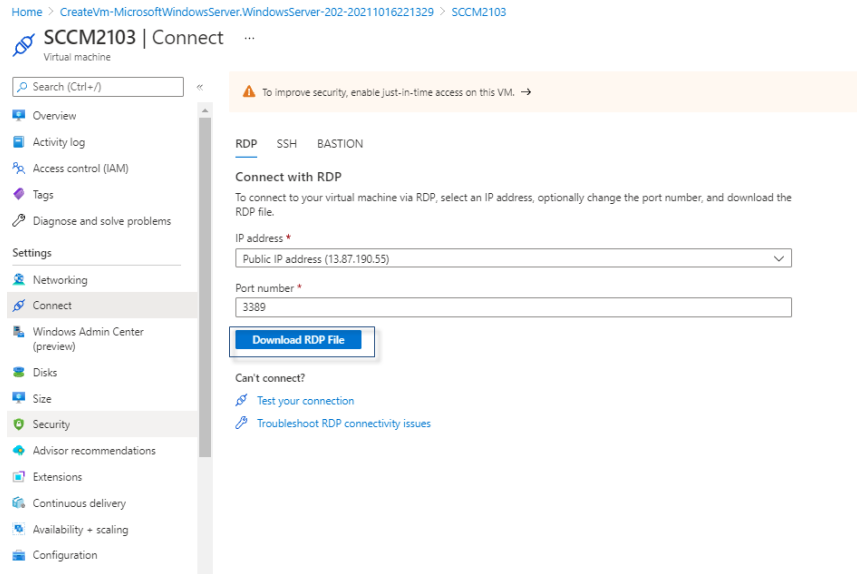 Home > CreateVm-MicrosoftWindowsServer.WindowsServer-202-20211016221329 > SCCM2103
SCCM2103 | Connect ...
Virtual machine
Search (Ctrl+/)
«
Overview
Activity log
Access control (IAM)
Tags
Diagnose and solve problems
Settings
Networking
Connect
Windows Admin Center
(preview)
Disks
Size
Security
Advisor recommendations
Extensions
Continuous delivery
Availability + scaling
Configuration
To improve security, enable just-in-time access on this VM. →
RDP SSH BASTION
Connect with RDP
To connect to your virtual machine via RDP, select an IP address, optionally change the port number, and download the
RDP file.
IP address *
Public IP address (13.87.190.55)
Port number *
3389
Download RDP File
Can't connect?
Test your connection
Troubleshoot RDP connectivity issues